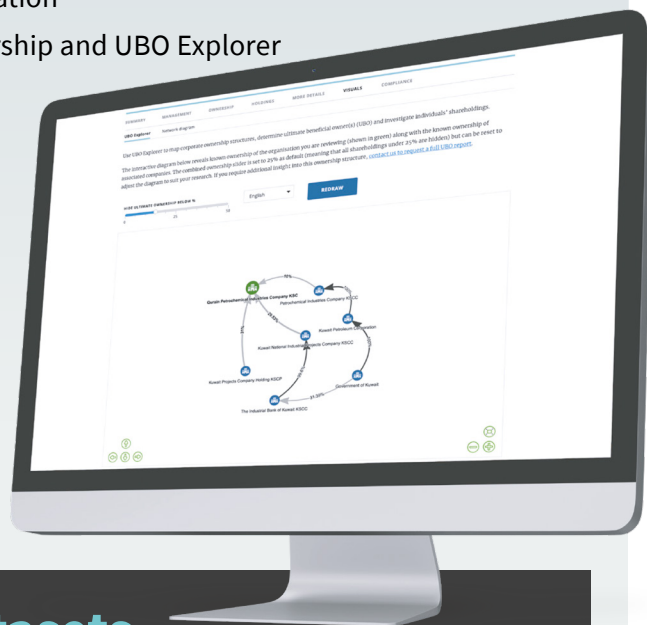 ation
rship and UBO Explorer
SUMMARY MANAGEMENT OWNERSHIP HOLDINGS MORE DETAILS VISUALS COMPLIANCE
UBO Explorer Network diagram
Use UBO Explorer to map corporate ownership structures, determine ultimate beneficial owner(s) (UBO) and investigate individuals' shareholdings.
The interactive diagram below reveals known ownership of the organisation you are reviewing (shown in green) along with the known ownership of
associated companies. The combined ownership slider is set to 25% as default (meaning that all shareholdings under 25% are hidden) but can be reset to
adjust the diagram to suit your research. If you require additional insight into this ownership structure, contact us to request a full UBO report.
HIDE ULTIMATE OWNERSHIP BELOW %
0 25
English
REDRAW
Qurain Petrochemical Industries Company KSC
Petrochemical Industries Company KSCC
Kuwait Petroleum Corporation
Kuwait National Industrial Projects Company KSCC
Kuwait Projects Company Holding KSCP
Government of Kuwait
The Industrial Bank of Kuwait KSCC